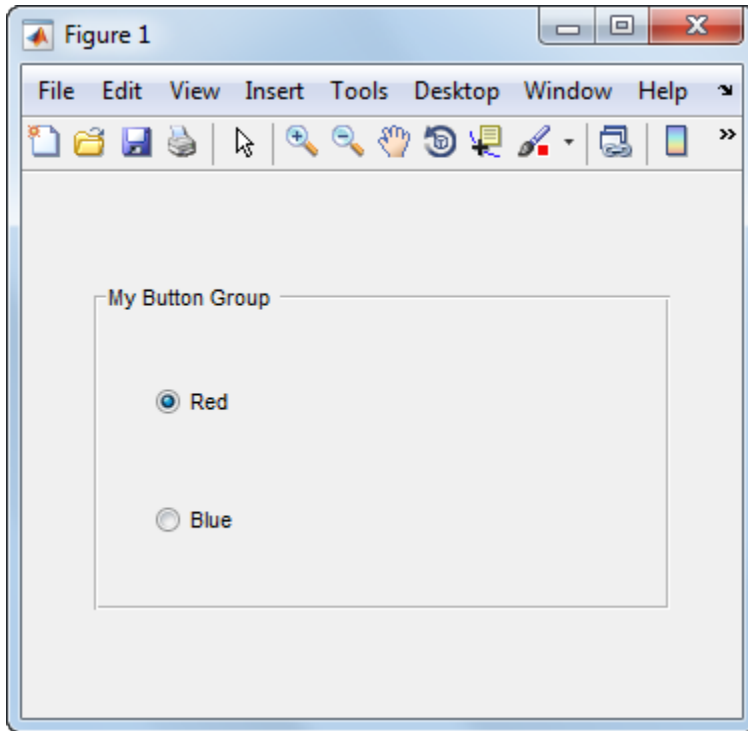 Figure 1
File Edit View Insert Tools Desktop Window Help
My Button Group
Red
Blue